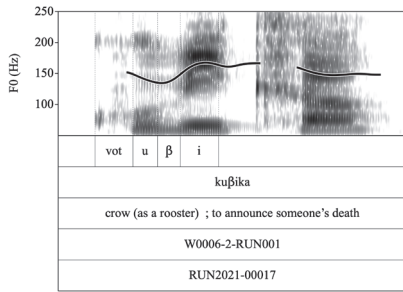 250
200
150
100
F0 (Hz)
vot u β i
kuβika
crow (as a rooster) ; to announce someone's death
W0006-2-RUN001
RUN2021-00017